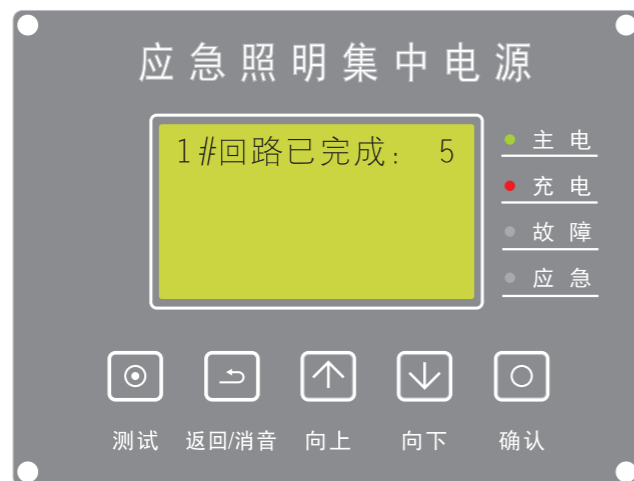 应急照明集中电源
1#回路已完成： 5
主电
充电
故障
应急
测试 返回/消音 向上 向下 确认